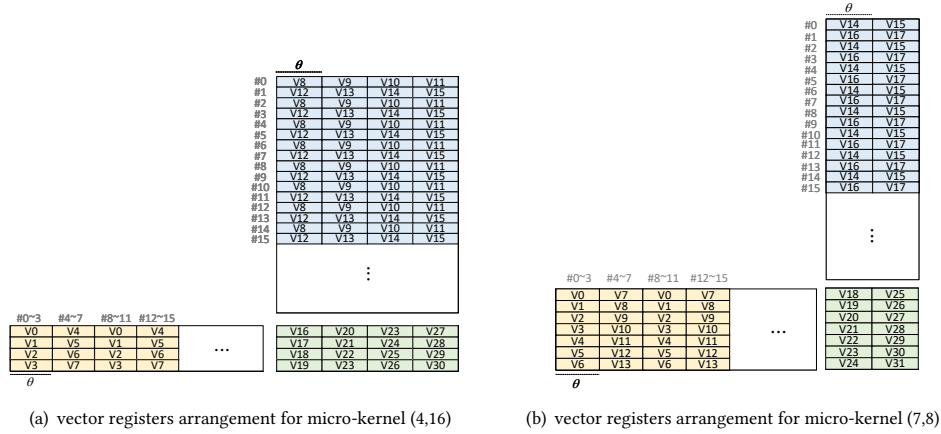 θ
#0 V8 V9 V10 V11
#1 V12 V13 V14 V15
#2 V8 V9 V10 V11
#3 V12 V13 V14 V15
#4 V8 V9 V10 V11
#5 V12 V13 V14 V15
#6 V8 V9 V10 V11
#7 V12 V13 V14 V15
#8 V8 V9 V10 V11
#9 V12 V13 V14 V15
#10 V8 V9 V10 V11
#11 V12 V13 V14 V15
#12 V8 V9 V10 V11
#13 V12 V13 V14 V15
#14 V8 V9 V10 V11
#15 V12 V13 V14 V15
⋮
#0~3 #4~7 #8~11 #12~15
V0 V4 V0 V4 V16 V20 V23 V27
V1 V5 V1 V5 ... V17 V21 V24 V28
V2 V6 V2 V6 V18 V22 V25 V29
V3 V7 V3 V7 V19 V23 V26 V30
θ
(a) vector registers arrangement for micro-kernel (4,16)
θ
#0 V14 V15
#1 V16 V17
#2 V14 V15
#3 V16 V17
#4 V14 V15
#5 V16 V17
#6 V14 V15
#7 V16 V17
#8 V14 V15
#9 V16 V17
#10 V14 V15
#11 V16 V17
#12 V14 V15
#13 V16 V17
#14 V14 V15
#15 V16 V17
⋮
#0~3 #4~7 #8~11 #12~15
V0 V7 V0 V7 V18 V25
V1 V8 V1 V8 V19 V26
V2 V9 V2 V9 V20 V27
V3 V10 V3 V10 ... V21 V28
V4 V11 V4 V11 V22 V29
V5 V12 V5 V12 V23 V30
V6 V13 V6 V13 V24 V31
θ
(b) vector registers arrangement for micro-kernel (7,8)